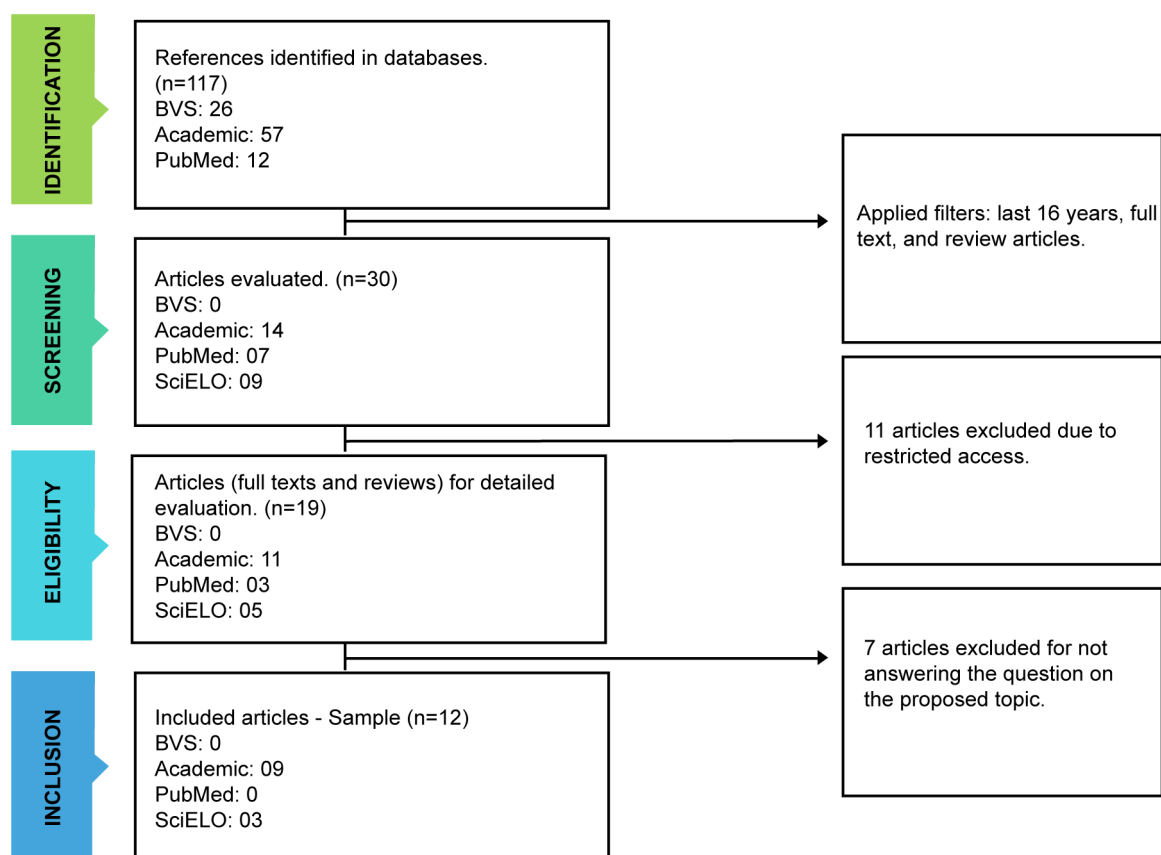 IDENTIFICATION
References identified in databases.
(n=117)
BVS: 26
Academic: 57
PubMed: 12
Applied filters: last 16 years, full
text, and review articles.
SCREENING
Articles evaluated. (n=30)
BVS: 0
Academic: 14
PubMed: 07
SciELO: 09
11 articles excluded due to
restricted access.
ELIGIBILITY
Articles (full texts and reviews) for detailed
evaluation. (n=19)
BVS: 0
Academic: 11
PubMed: 03
SciELO: 05
7 articles excluded for not
answering the question on
the proposed topic.
INCLUSION
Included articles - Sample (n=12)
BVS: 0
Academic: 09
PubMed: 0
SciELO: 03